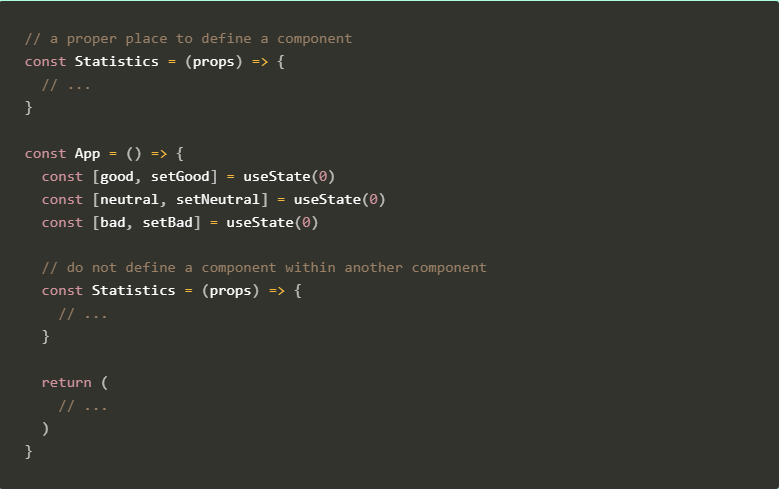 // a proper place to define a component
const Statistics = (props) => {
  // ...
}

const App = () => {
  const [good, setGood] = useState(0)
  const [neutral, setNeutral] = useState(0)
  const [bad, setBad] = useState(0)

  // do not define a component within another component
  const Statistics = (props) => {
    // ...
  }

  return (
    // ...
  )
}